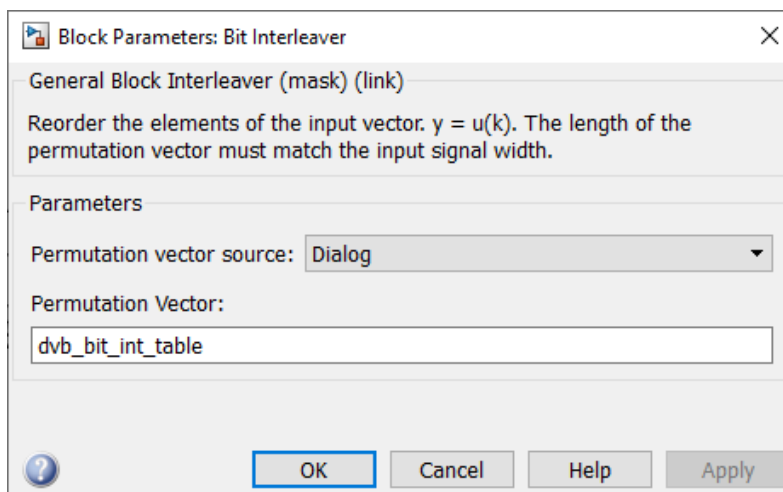 Block Parameters: Bit Interleaver
General Block Interleaver (mask) (link)
Reorder the elements of the input vector. y = u(k). The length of the
permutation vector must match the input signal width.
Parameters
Permutation vector source: Dialog
Permutation Vector:
dvb_bit_int_table
OK Cancel Help Apply